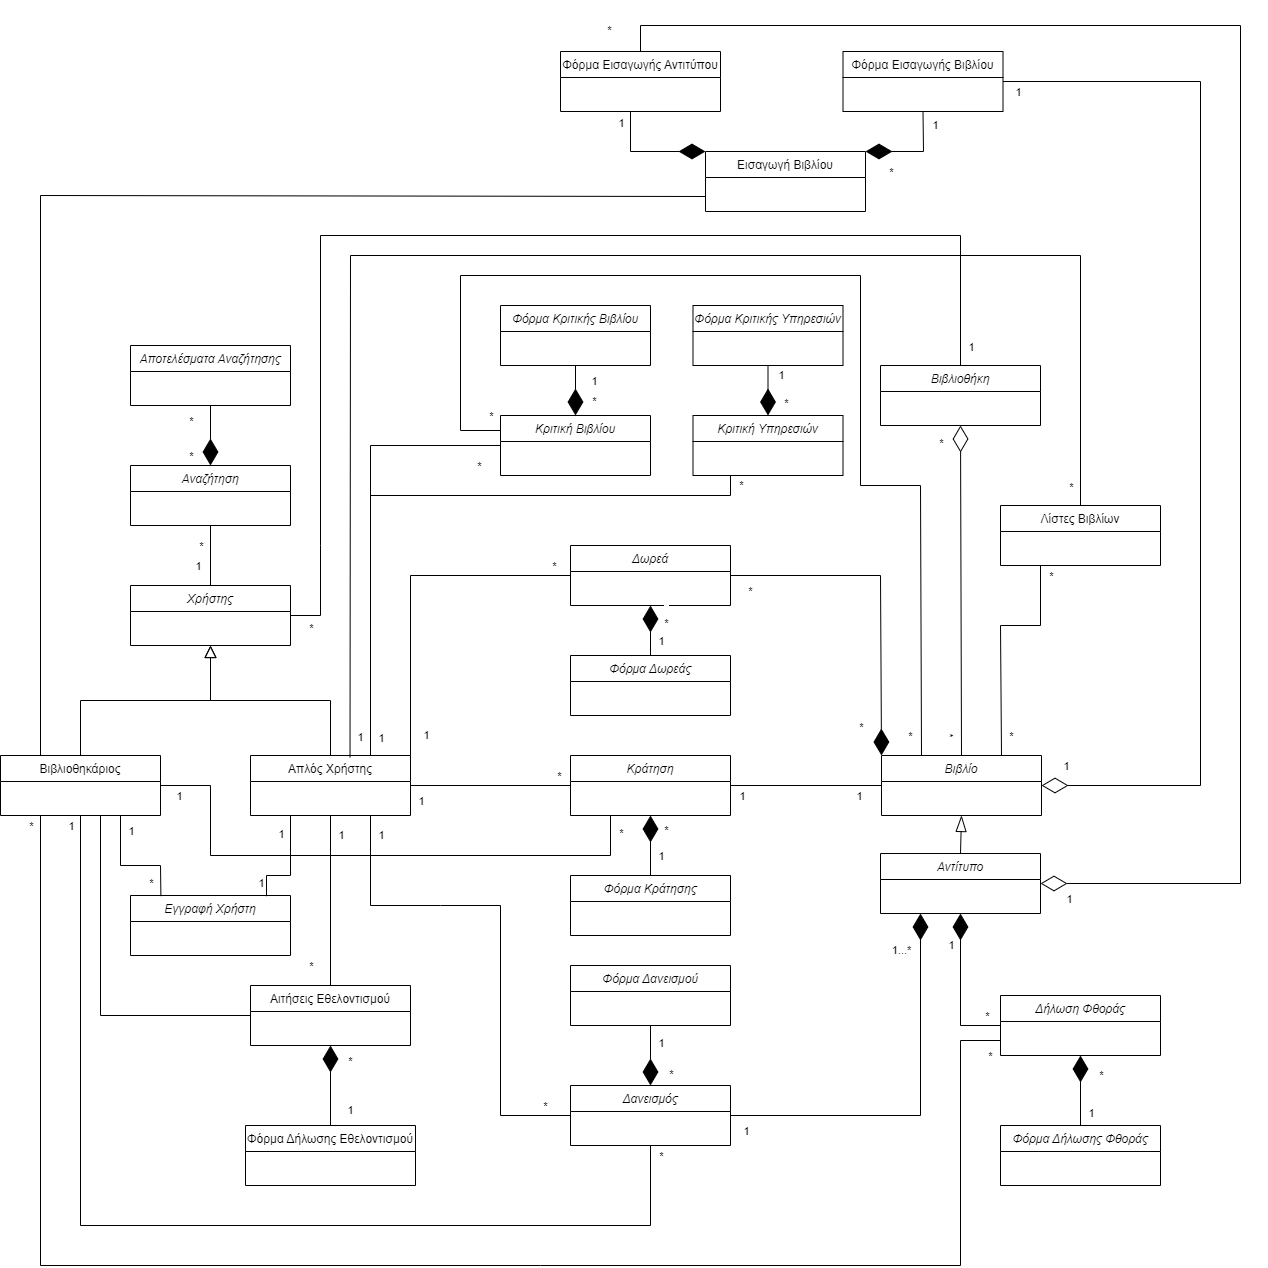 *
Φόρμα Εισαγωγής Αντιτύπου
Φόρμα Εισαγωγής Βιβλίου
1
1
1
Εισαγωγή Βιβλίου
*
Φόρμα Κριτικής Βιβλίου
Φόρμα Κριτικής Υπηρεσιών
1
Αποτελέσματα Αναζήτησης
Βιβλιοθήκη
1
1
*
*
*
*
Κριτική Βιβλίου
Κριτική Υπηρεσιών
*
*
*
Αναζήτηση
*
*
Λίστες Βιβλίων
*
1
*
Δωρεά
*
*
Χρήστης
*
*
1
Φόρμα Δωρεάς
1
1
1
*
*
*
*
Βιβλιοθηκάριος
Απλός Χρήστης
Κράτηση
Βιβλίο
1
*
1
1
1
1
*
1
*
1
1
1
1
*
*
1
Αντίτυπο
*
1
Φόρμα Κράτησης
1
Εγγραφή Χρήστη
1...*
1
*
Φόρμα Δανεισμού
Αιτήσεις Εθελοντισμού
Δήλωση Φθοράς
*
*
1
*
*
*
1
*
Δανεισμός
1
Φόρμα Δήλωσης Εθελοντισμού
1
Φόρμα Δήλωσης Φθοράς
*